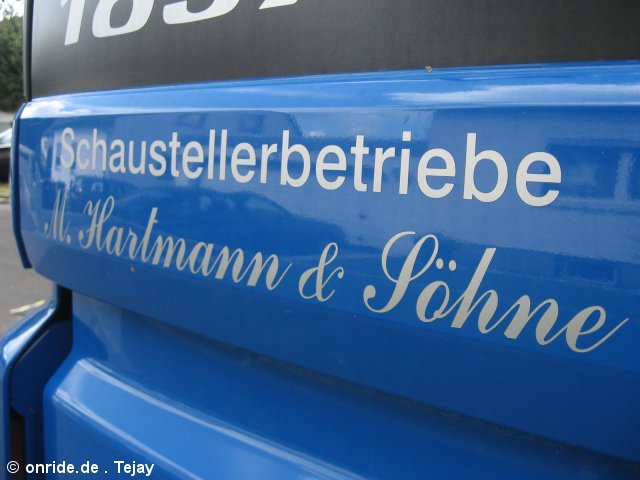 Schaustellerbetriebe
M. Hartmann & Söhne
© onride.de . Tejay